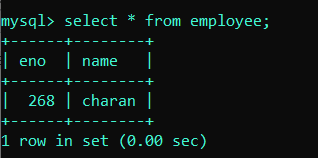 mysql> select * from employee;
+------+--------+
| eno  | name   |
+------+--------+
|  268 | charan |
+------+--------+
1 row in set (0.00 sec)